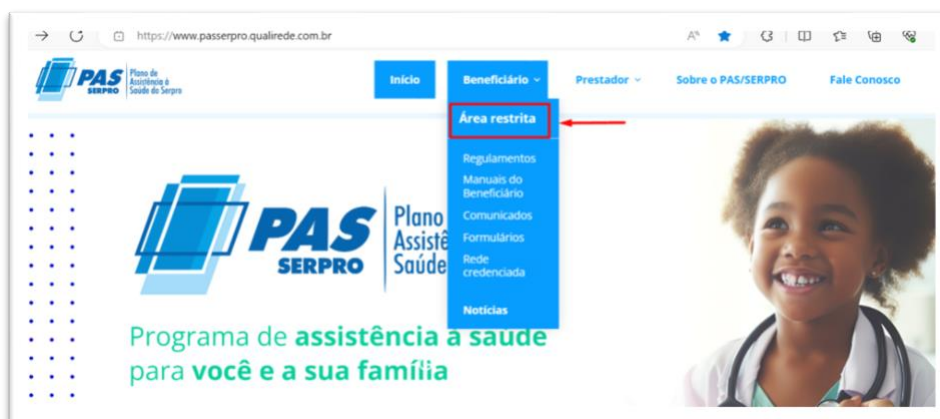 https://www.passerpro.qualirede.com.br
PAS
SERPRO
Plano de
Assistência à
Saúde do Serpro
Início
Beneficiário
Prestador
Sobre o PAS/SERPRO
Fale Conosco
Área restrita
Regulamentos
Manuais do
Beneficiário
Comunicados
Formulários
Rede
credenciada
Notícias
PAS
SERPRO
Plano
Assistê
Saúde
Programa de assistência à saúde
para você e a sua família